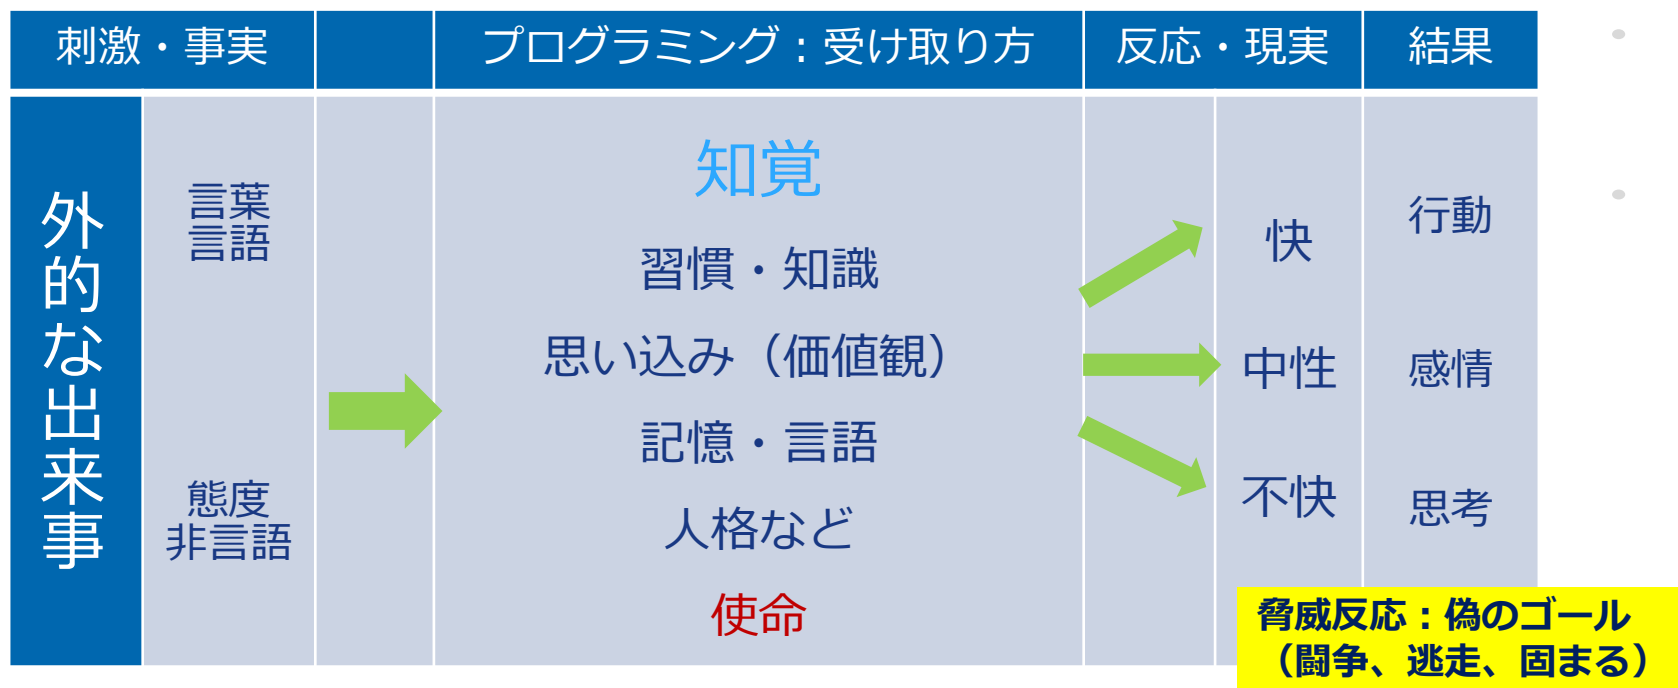 刺激・事実
プログラミング：受け取り方
反応・現実
結果
外的な出来事
言葉
言語
態度
非言語
知覚
習慣・知識
思い込み（価値観）
記憶・言語
人格など
使命
快
中性
不快
行動
感情
思考
脅威反応：偽のゴール
（闘争、逃走、固まる）